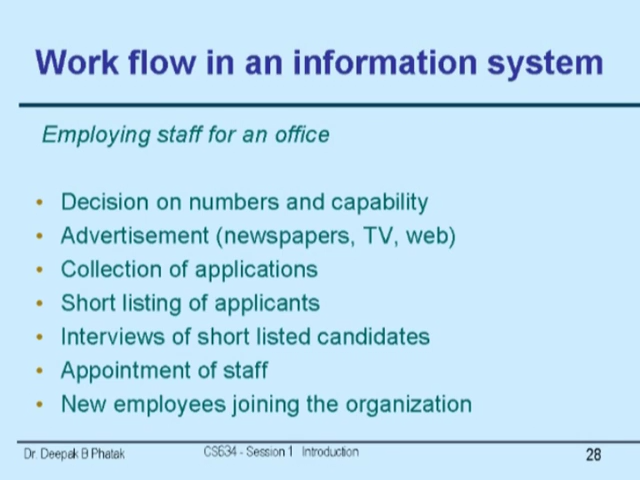 Work flow in an information system
Employing staff for an office
• Decision on numbers and capability
• Advertisement (newspapers, TV, web)
• Collection of applications
• Short listing of applicants
• Interviews of short listed candidates
• Appointment of staff
• New employees joining the organization
Dr. Deepak B Phatak CS634 - Session 1 Introduction 28